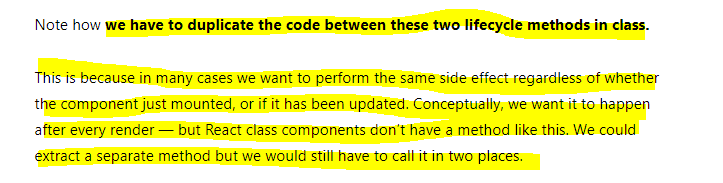 Note how we have to duplicate the code between these two lifecycle methods in class.
This is because in many cases we want to perform the same side effect regardless of whether
the component just mounted, or if it has been updated. Conceptually, we want it to happen
after every render — but React class components don’t have a method like this. We could
extract a separate method but we would still have to call it in two places.